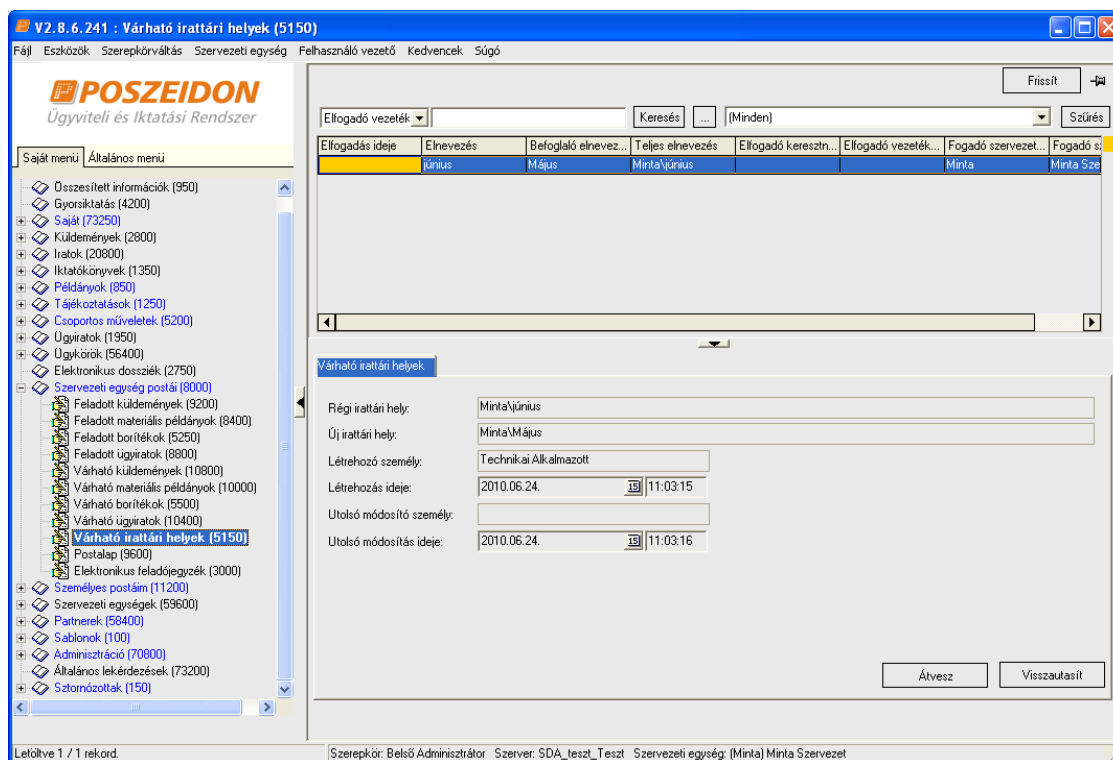 V2.8.6.241 : Várható irattári helyek (5150)
Fájl Eszközök Szerepkörváltás Szervezeti egység Felhasználó vezető Kedvencek Súgó
POSZEIDON
Ügyviteli és Iktatási Rendszer
Saját menü Általános menü
Összesített információk (950)
Gyorsiktatás (4200)
Saját (73250)
Küldemények (2800)
Iratok (20800)
Iktatókönyvek (1350)
Példányok (850)
Tájékoztatások (1250)
Csoportos műveletek (5200)
Ügyiratok (1950)
Ügykörök (56400)
Elektronikus dossziék (2750)
Szervezeti egység postái (8000)
Feladott küldemények (9200)
Feladott materiális példányok (8400)
Feladott borítékok (5250)
Feladott ügyiratok (8800)
Várható küldemények (10800)
Várható materiális példányok (10000)
Várható borítékok (5500)
Várható ügyiratok (10400)
Várható irattári helyek (5150)
Postalap (9600)
Elektronikus feladójegyzék (3000)
Személyes postáim (11200)
Szervezeti egységek (59600)
Partnerek (58400)
Sablonok (100)
Adminisztráció (70800)
Általános lekérdezések (73200)
Sztornózottak (150)
Frissít
Elfogadó vezeték Keresés ... (Minden) Szűrés
Elfogadás ideje Elnevezés Befoglaló elnevez... Teljes elnevezés Elfogadó keresztn... Elfogadó vezeték... Fogadó szervezet... Fogadó s
június Május Minta\június Minta Minta Sze
Várható irattári helyek
Régi irattári hely: Minta\június
Új irattári hely: Minta\Május
Létrehozó személy: Technikai Alkalmazott
Létrehozás ideje: 2010.06.24. 15 11:03:15
Utolsó módosító személy:
Utolsó módosítás ideje: 2010.06.24. 15 11:03:16
Átvesz Visszautasít
Letöltve 1 / 1 rekord. Szerepkör: Belső Adminisztrátor Szerver: SDA_teszt_Teszt Szervezeti egység: (Minta) Minta Szervezet